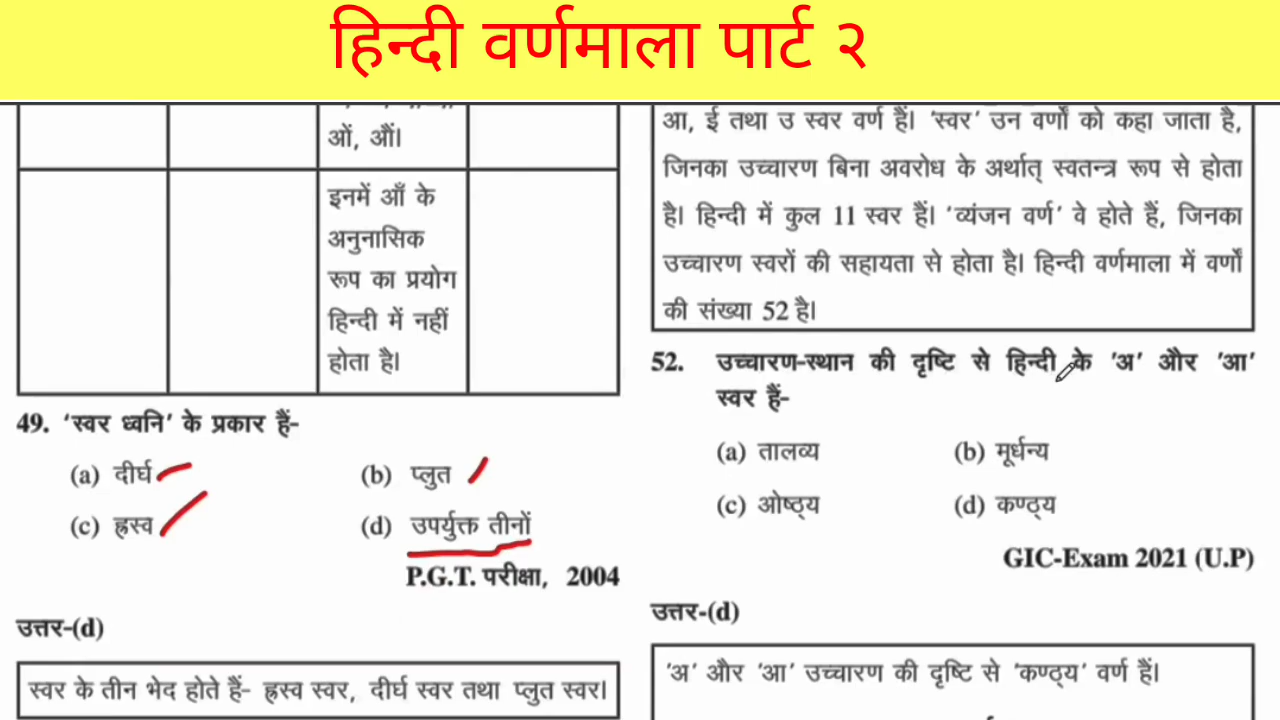 हिन्दी वर्णमाला पार्ट २
ओं, औं।
इनमें आँ के
अनुनासिक
रूप का प्रयोग
हिन्दी में नहीं
होता है।
49. 'स्वर ध्वनि' के प्रकार हैं-
(a) दीर्घ (b) प्लुत
(c) ह्रस्व (d) उपर्युक्त तीनों
P.G.T. परीक्षा, 2004
उत्तर-(d)
स्वर के तीन भेद होते हैं- ह्रस्व स्वर, दीर्घ स्वर तथा प्लुत स्वर।
आ, ई तथा उ स्वर वर्ण हैं। 'स्वर' उन वर्णों को कहा जाता है,
जिनका उच्चारण बिना अवरोध के अर्थात् स्वतन्त्र रूप से होता
है। हिन्दी में कुल 11 स्वर हैं। 'व्यंजन वर्ण' वे होते हैं, जिनका
उच्चारण स्वरों की सहायता से होता है। हिन्दी वर्णमाला में वर्णों
की संख्या 52 है।
52. उच्चारण-स्थान की दृष्टि से हिन्दी के 'अ' और 'आ'
स्वर हैं-
(a) तालव्य (b) मूर्धन्य
(c) ओष्ठ्य (d) कण्ठ्य
GIC-Exam 2021 (U.P)
उत्तर-(d)
'अ' और 'आ' उच्चारण की दृष्टि से 'कण्ठ्य' वर्ण हैं।